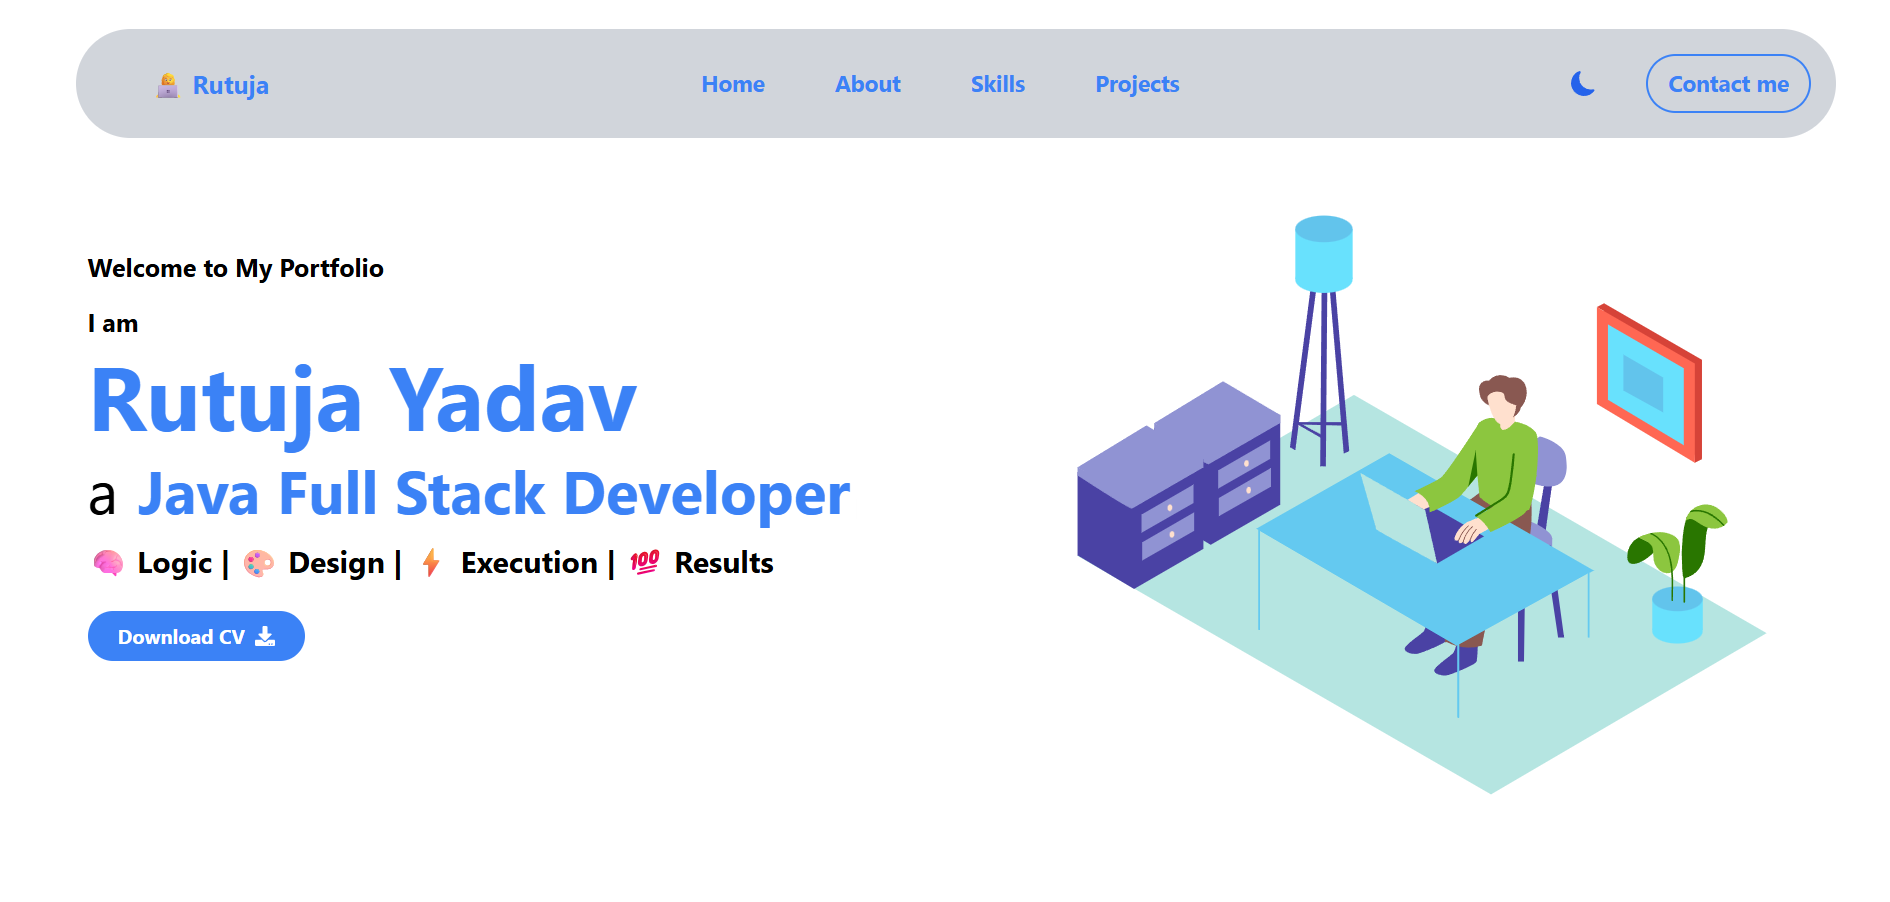 👩‍💻 Rutuja Home About Skills Projects Contact me
Welcome to My Portfolio
I am
Rutuja Yadav
a Java Full Stack Developer
🧠 Logic | 🎨 Design | ⚡ Execution | 💯 Results
Download CV